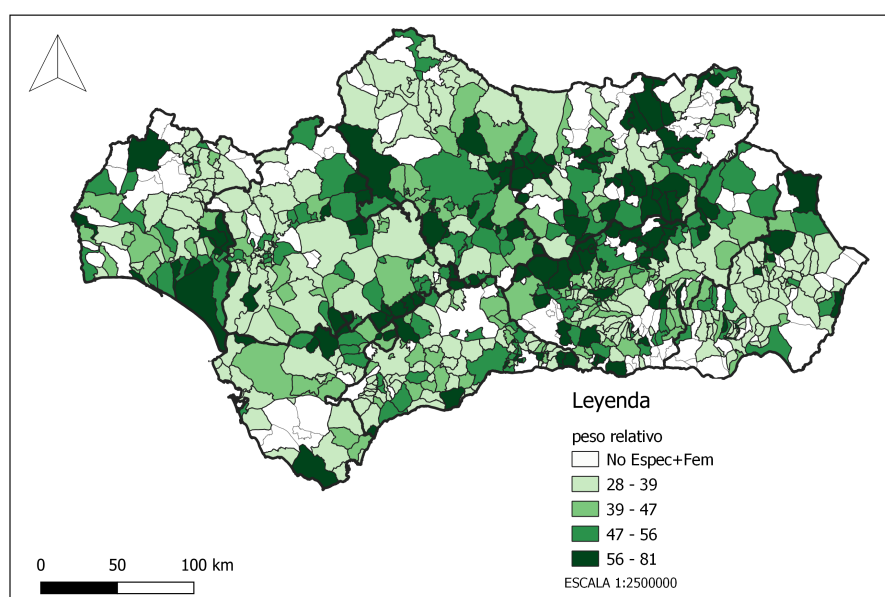 Leyenda
peso relativo
No Espec+Fem
28 - 39
39 - 47
47 - 56
56 - 81
ESCALA 1:2500000
0 50 100 km